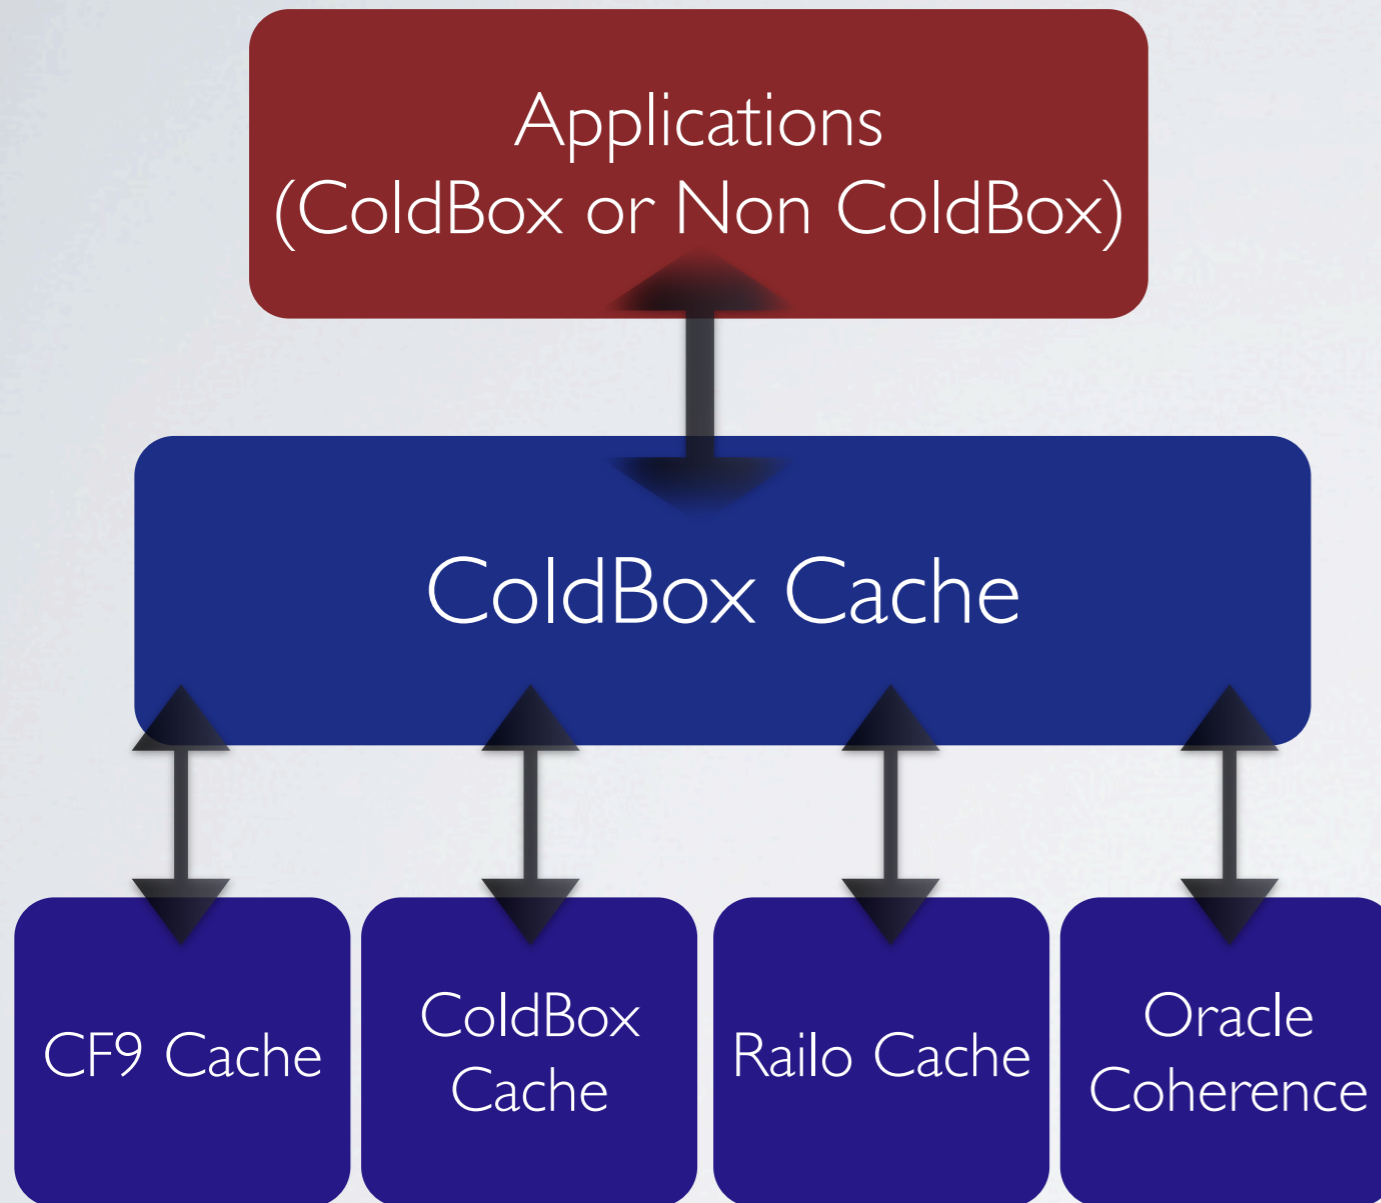 Applications
(ColdBox or Non ColdBox)
ColdBox Cache
CF9 Cache
ColdBox
Cache
Railo Cache
Oracle
Coherence